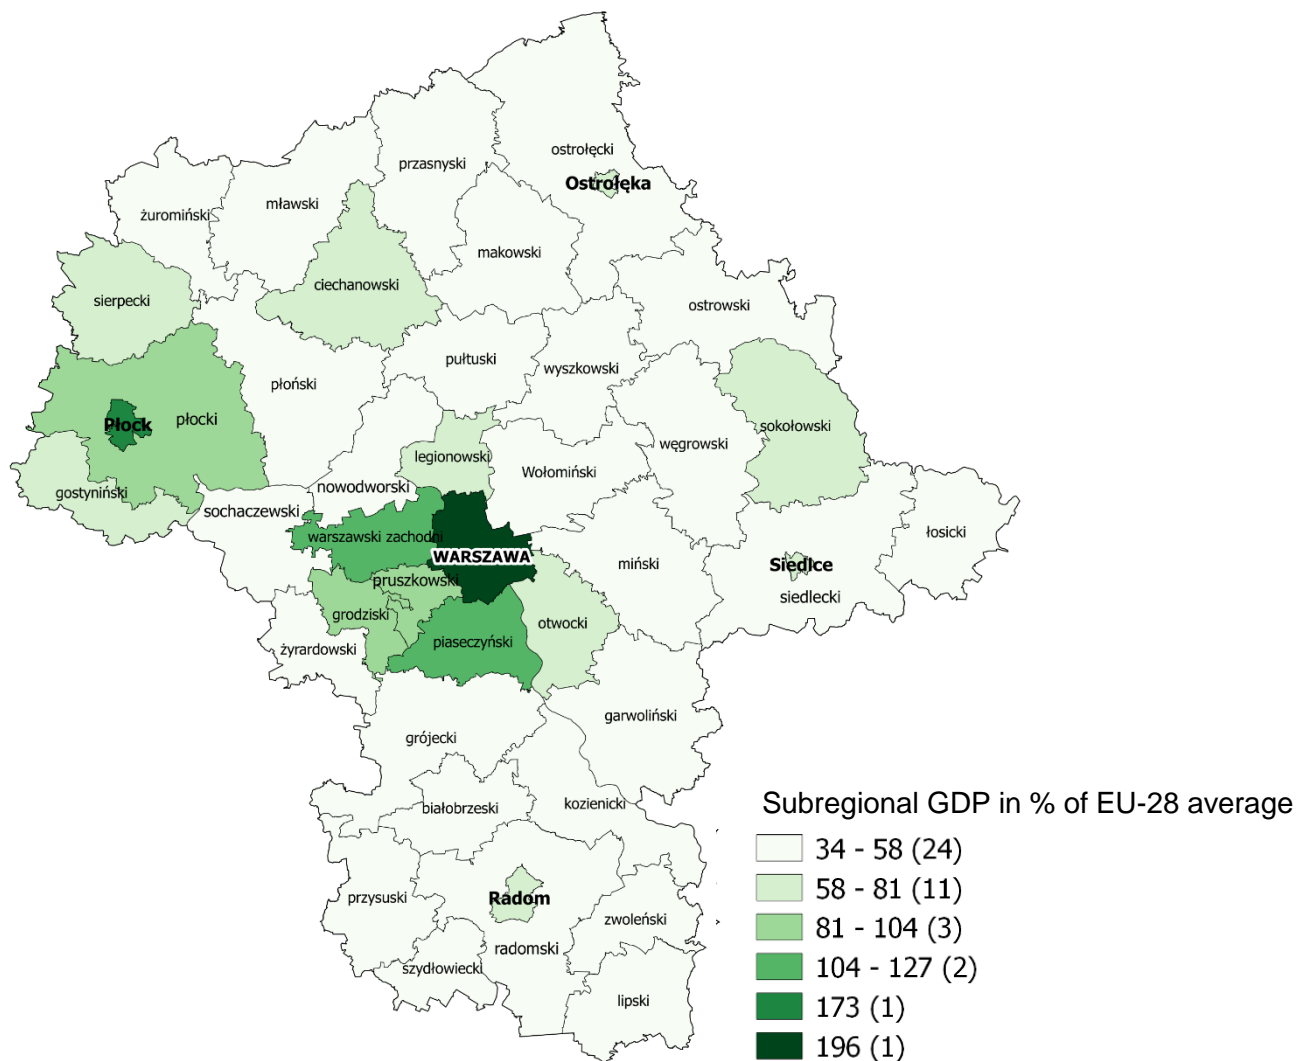 ostrołęcki
przasnyski
Ostrołęka
mławski
żuromiński
makowski
ciechanowski
sierpecki
ostrowski
pułtuski
wyszkowski
płoński
płocki
Płock
sokołowski
węgrowski
legionowski
Wołomiński
gostyniński
nowodworski
sochaczewski
łosicki
warszawski zachodni
WARSZAWA
miński
Siedlce
pruszkowski
siedlecki
grodziski
otwocki
piaseczyński
żyrardowski
garwoliński
grójecki
białobrzeski
kozienicki
Subregional GDP in % of EU-28 average
34 - 58 (24)
58 - 81 (11)
81 - 104 (3)
104 - 127 (2)
173 (1)
196 (1)
przysuski
Radom
zwoleński
radomski
szydłowiecki
lipski